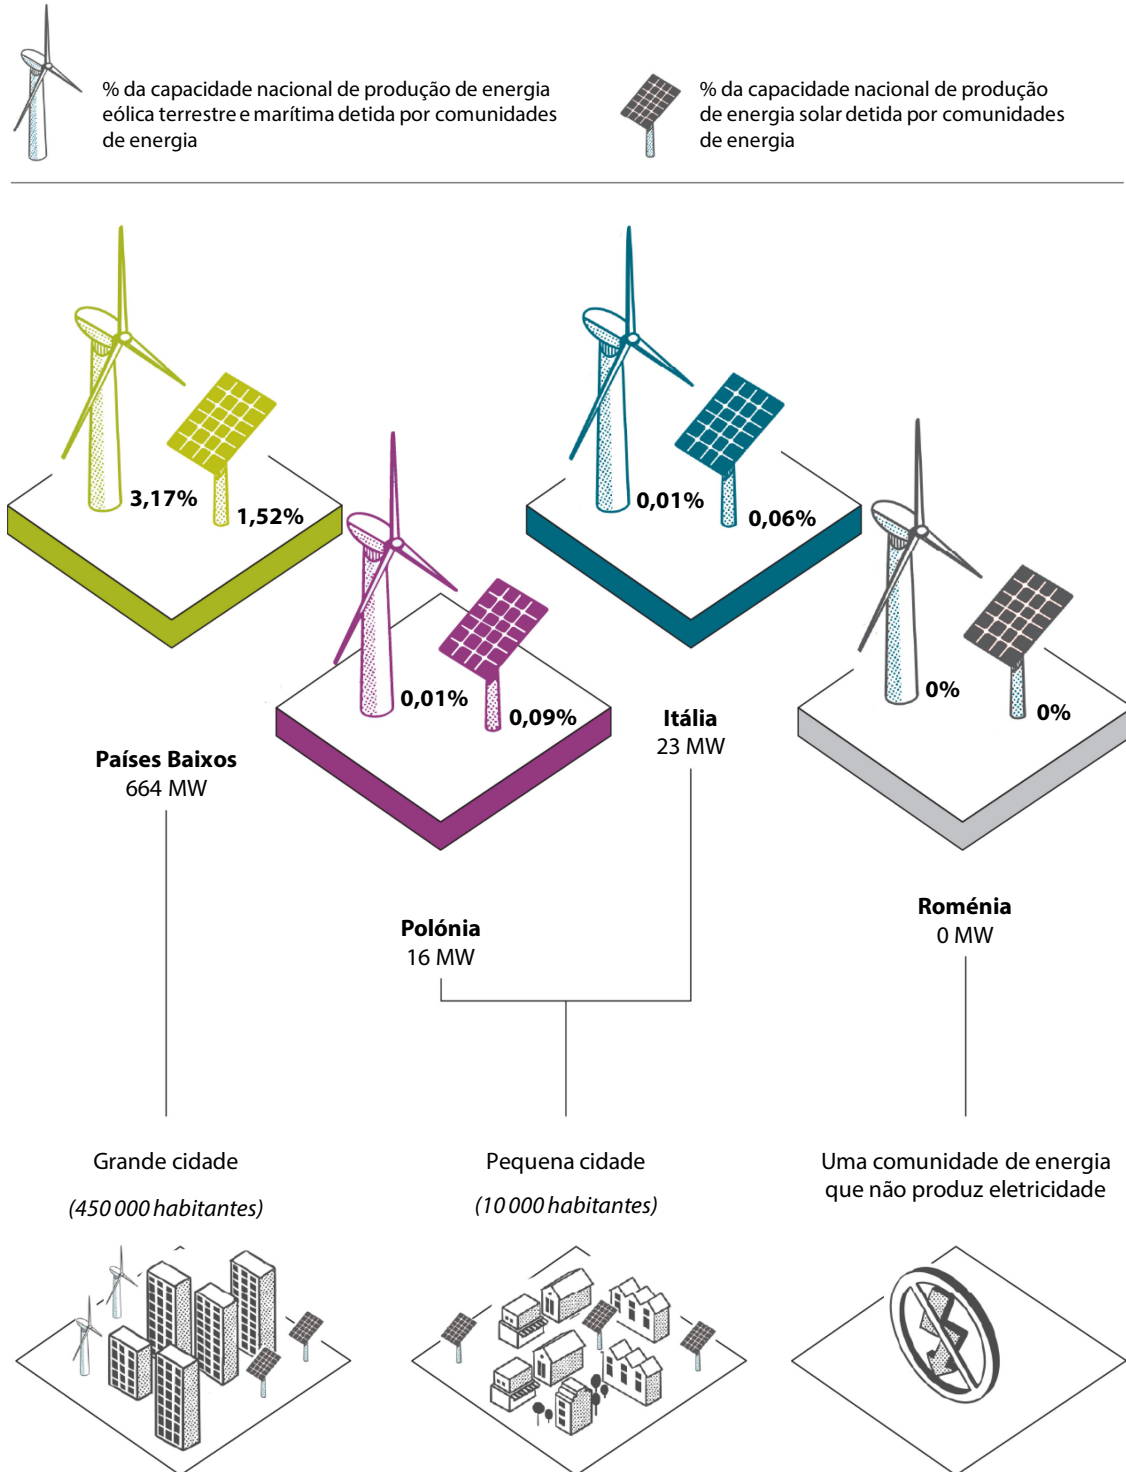 % da capacidade nacional de produção de energia
eólica terrestre e marítima detida por comunidades
de energia
% da capacidade nacional de produção
de energia solar detida por comunidades
de energia
3,17%
1,52%
0,01%
0,06%
0,01%
0,09%
0%
0%
Países Baixos
664 MW
Itália
23 MW
Polónia
16 MW
Roménia
0 MW
Grande cidade
(450 000 habitantes)
Pequena cidade
(10 000 habitantes)
Uma comunidade de energia
que não produz eletricidade